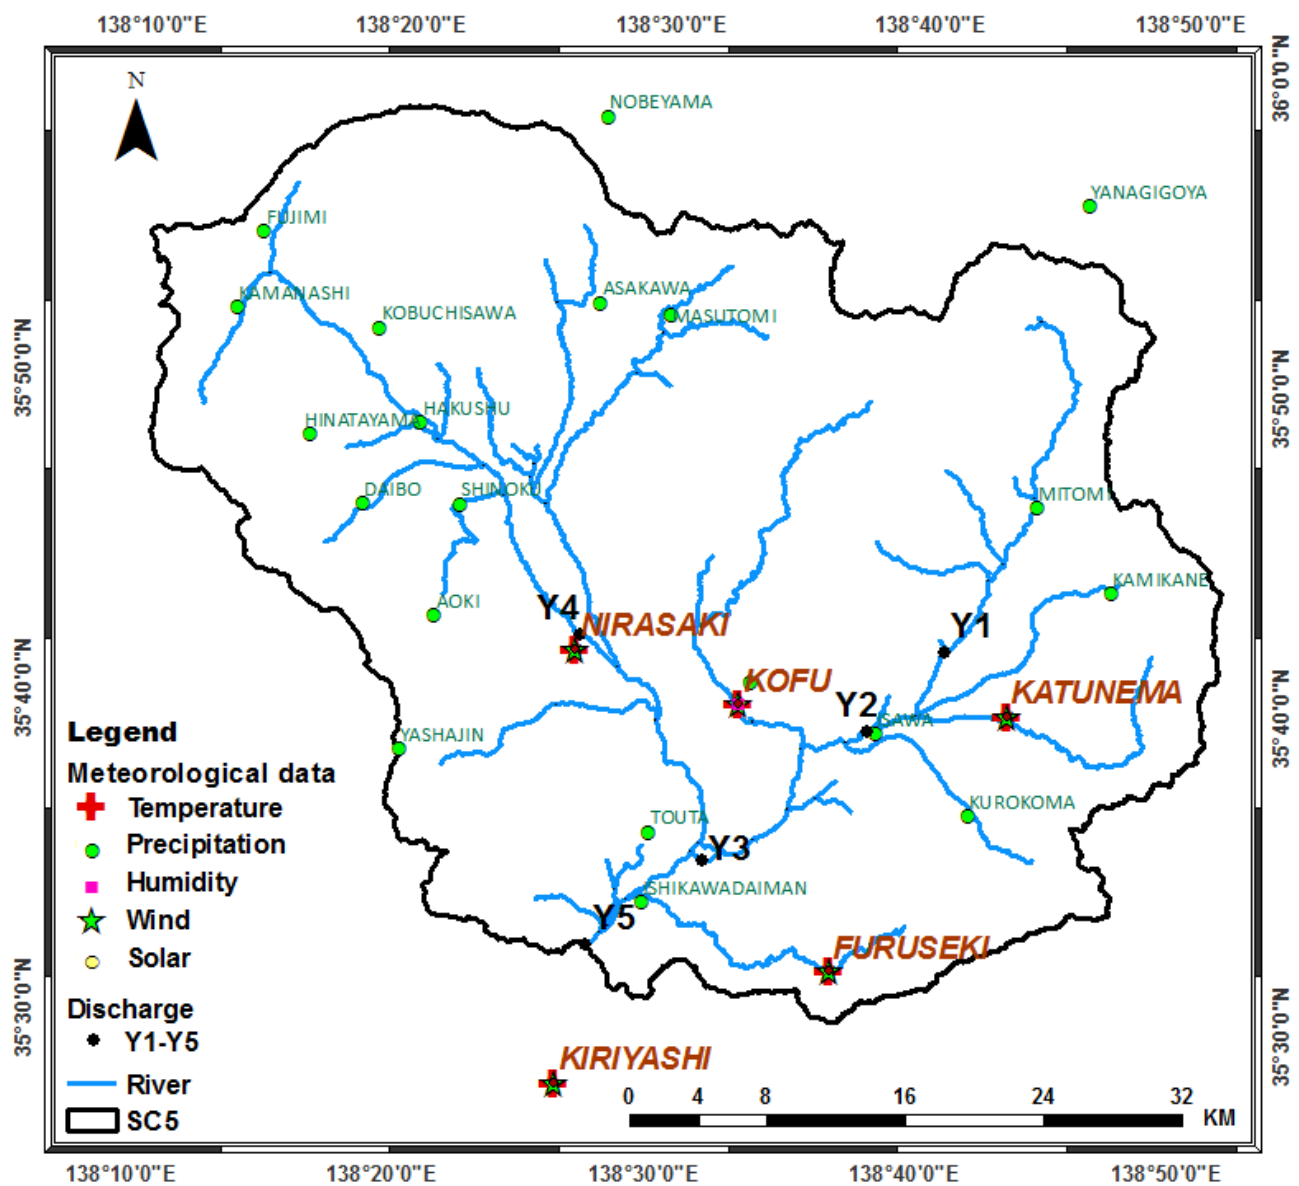 138°10'0"E 138°20'0"E 138°30'0"E 138°40'0"E 138°50'0"E
36°0'0"N
N
NOBEYAMA
YANAGIGOYA
FUJIMI
KAMANASHI
ASAKAWA
KOBUCHISAWA
MASUTOMI
35°50'0"N
35°50'0"N
HAKUSHU
HINATAYAMA
DAIBO
SHINOKU
MITOMI
KAMIKANE
AOKI
Y4
NIRASAKI
Y1
KOFU
KATUNEMA
Y2
SAWA
35°40'0"N
35°40'0"N
YASHAJIN
KUROKOMA
TOUTA
Y3
SHIKAWADAIMAN
Y5
FURUSEKI
35°30'0"N
35°30'0"N
KIRIYASHI
Legend
Meteorological data
Temperature
Precipitation
Humidity
Wind
Solar
Discharge
Y1-Y5
River
SC5
0 4 8 16 24 32
KM
138°10'0"E 138°20'0"E 138°30'0"E 138°40'0"E 138°50'0"E